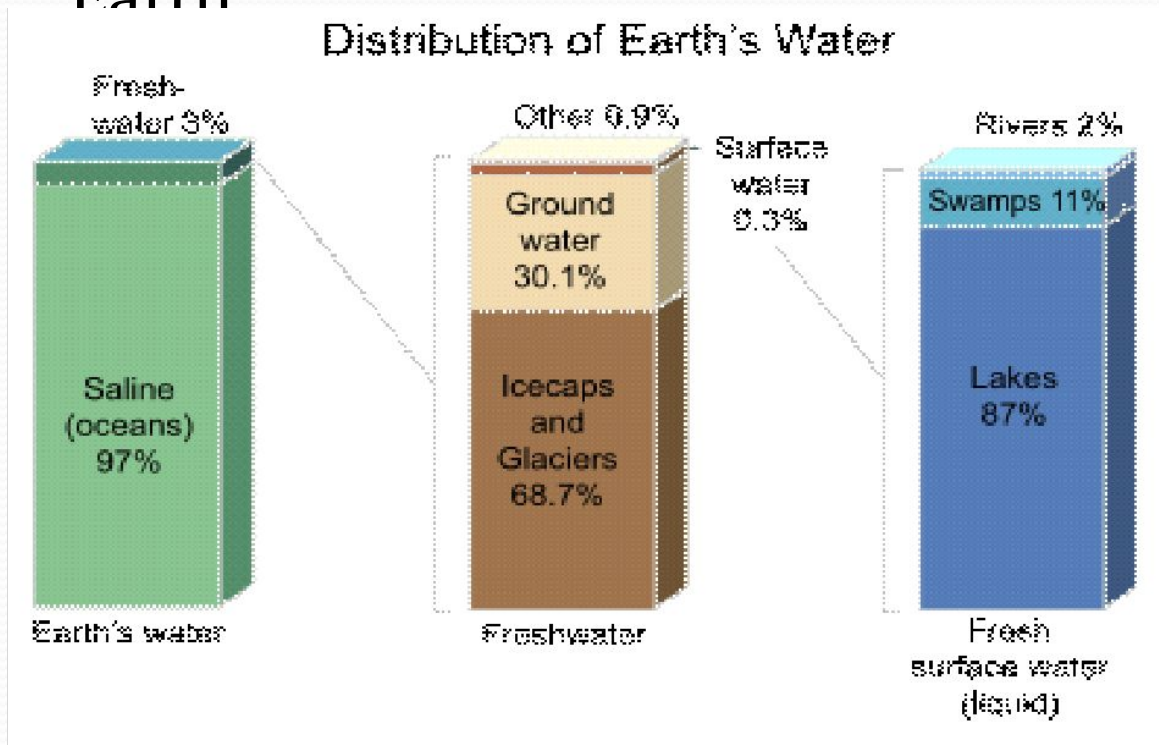 Earth
Distribution of Earth's Water
Fresh-
water 3%
Saline
(oceans)
97%
Earth's water
Other 0.9%
Surface
water
0.3%
Ground
water
30.1%
Icecaps
and
Glaciers
68.7%
Freshwater
Rivers 2%
Swamps 11%
Lakes
87%
Fresh
surface water
(liquid)